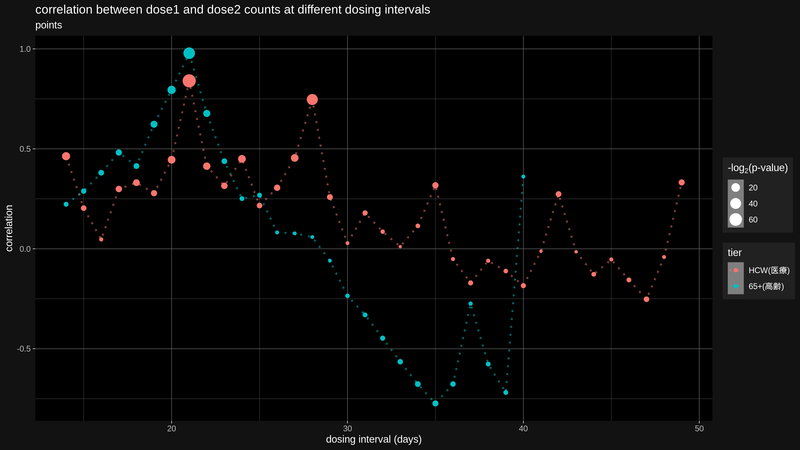 correlation between dose1 and dose2 counts at different dosing intervals
points
1.0
0.5
0.0
-0.5
correlation
20
30
40
50
dosing interval (days)
-log2(p-value)
20
40
60
tier
HCW(医療)
65+(高齢)